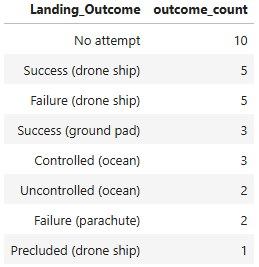 Landing_Outcome outcome_count
No attempt 10
Success (drone ship) 5
Failure (drone ship) 5
Success (ground pad) 3
Controlled (ocean) 3
Uncontrolled (ocean) 2
Failure (parachute) 2
Precluded (drone ship) 1